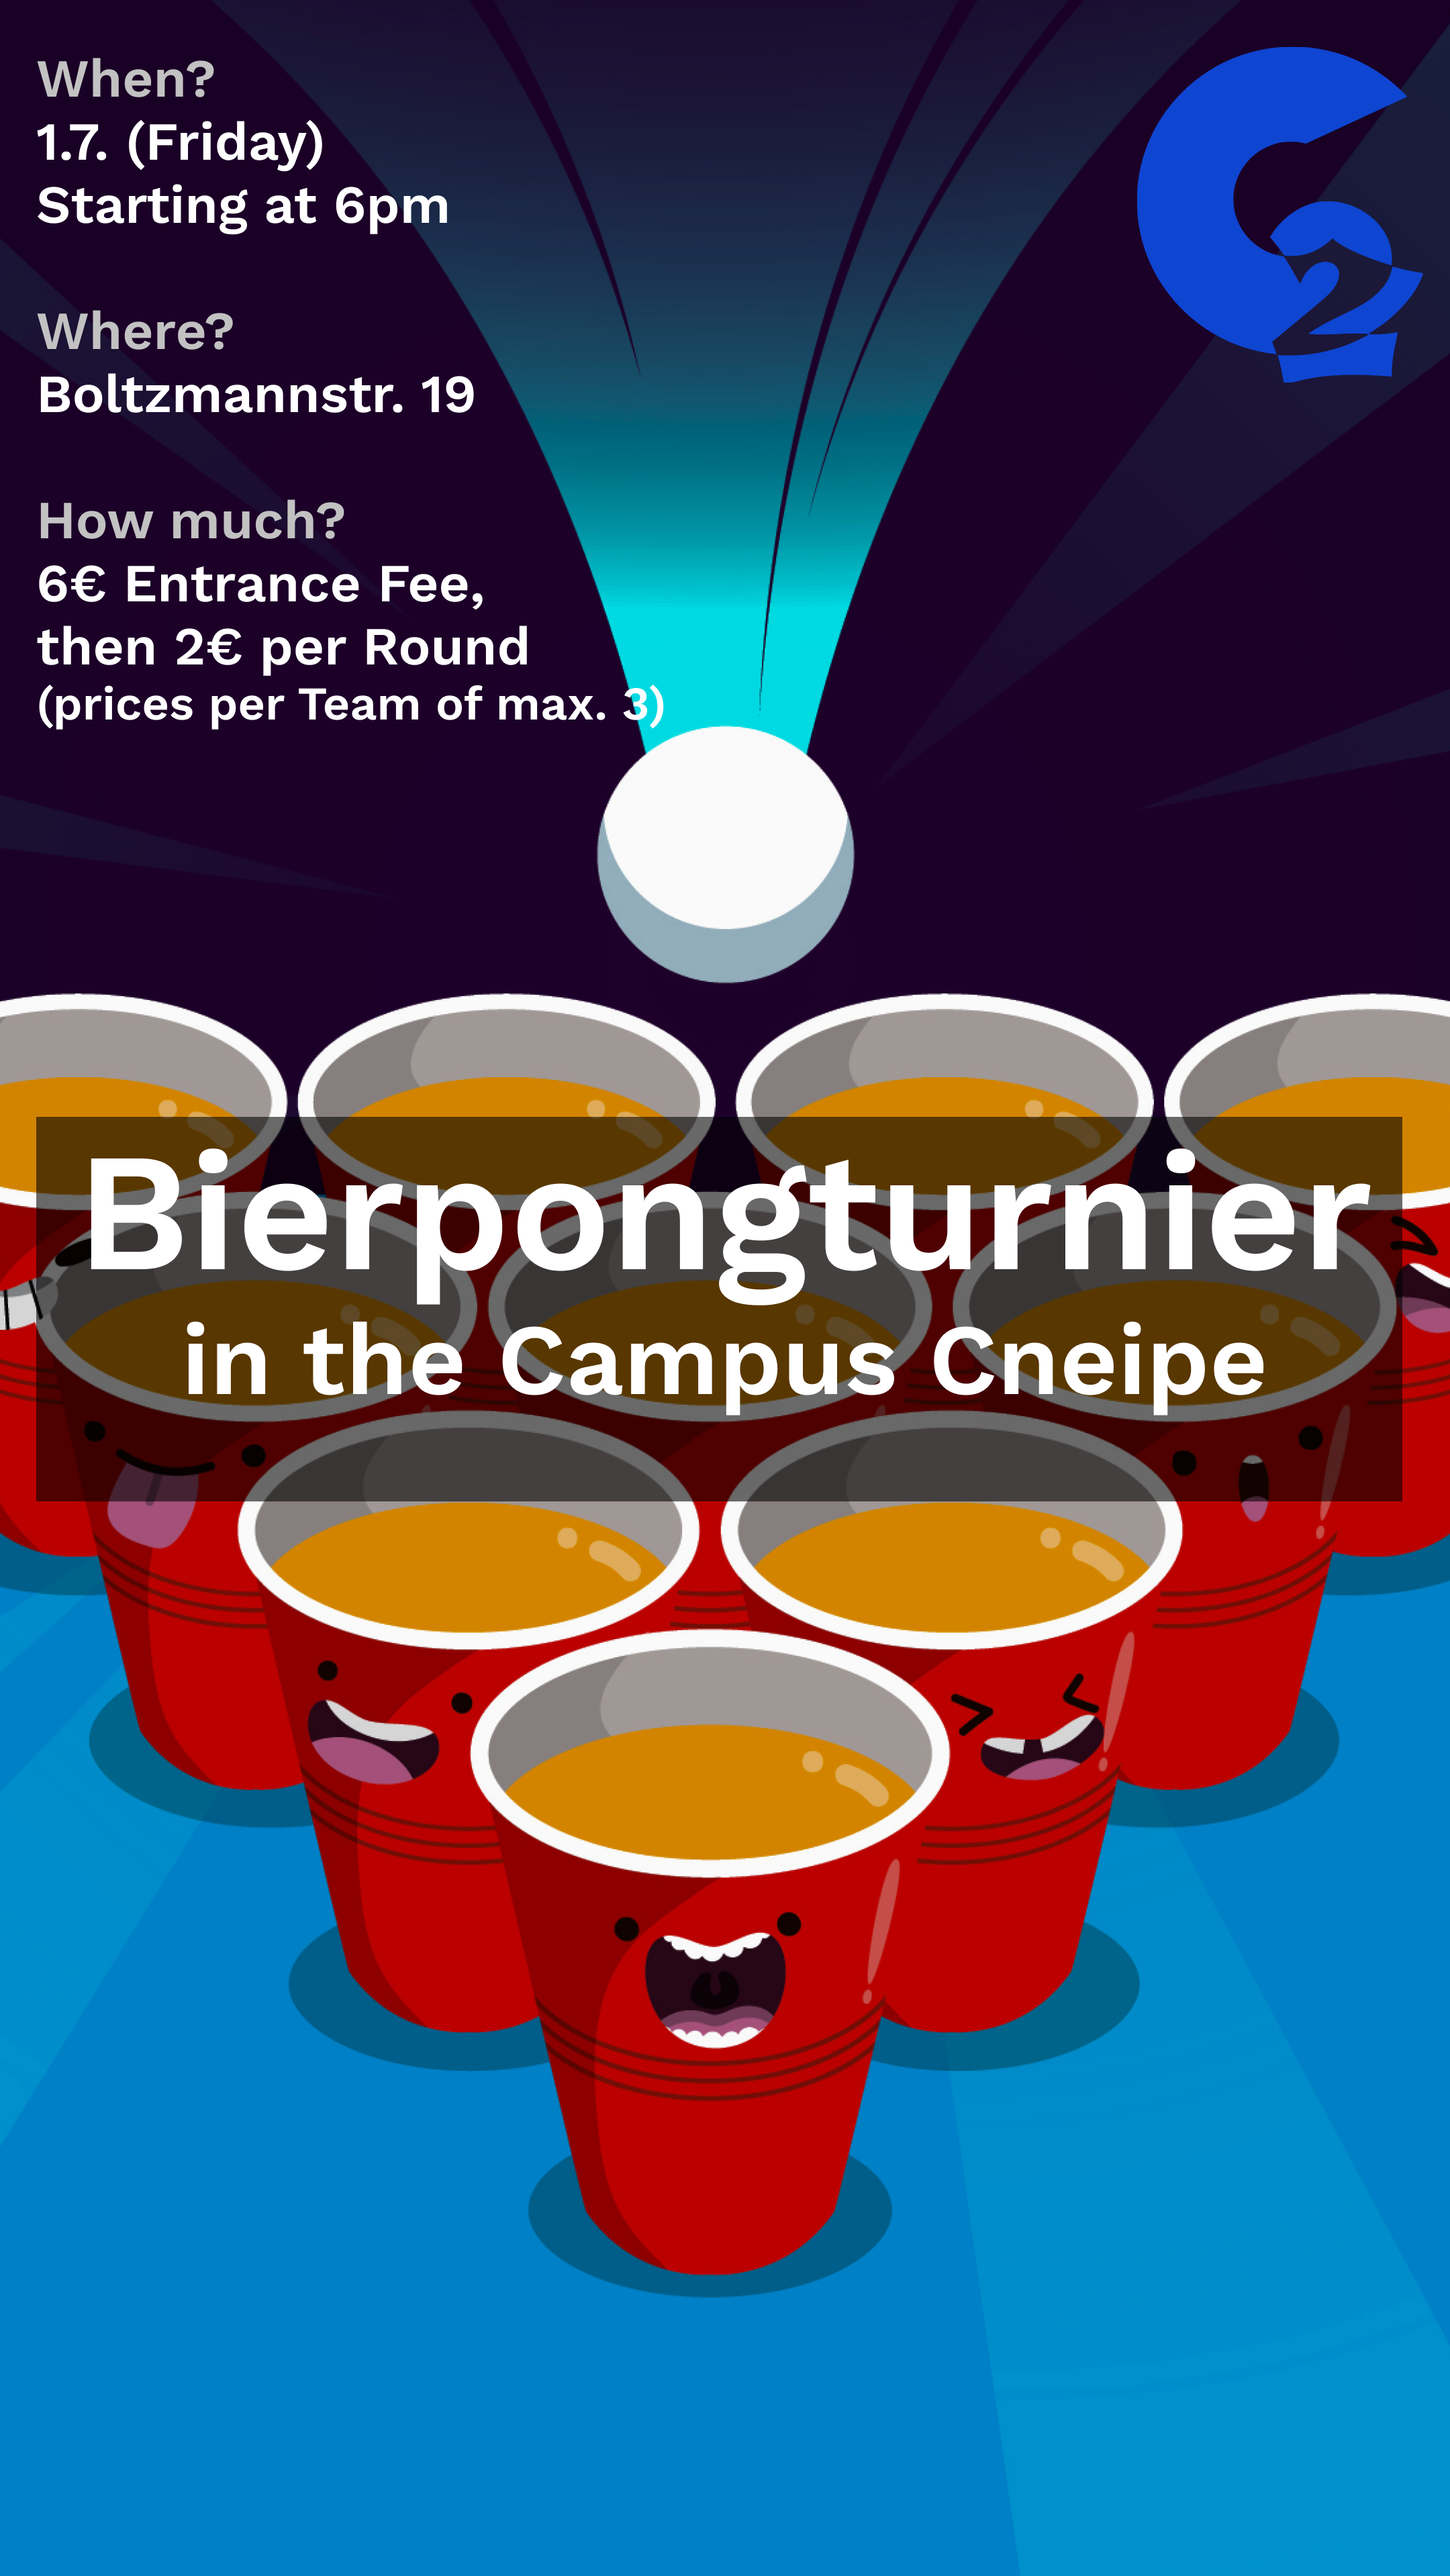 When?
1.7. (Friday)
Starting at 6pm
Where?
Boltzmannstr. 19
How much?
6€ Entrance Fee,
then 2€ per Round
(prices per Team of max. 3)
C2
Bierpongturnier
in the Campus Cneipe